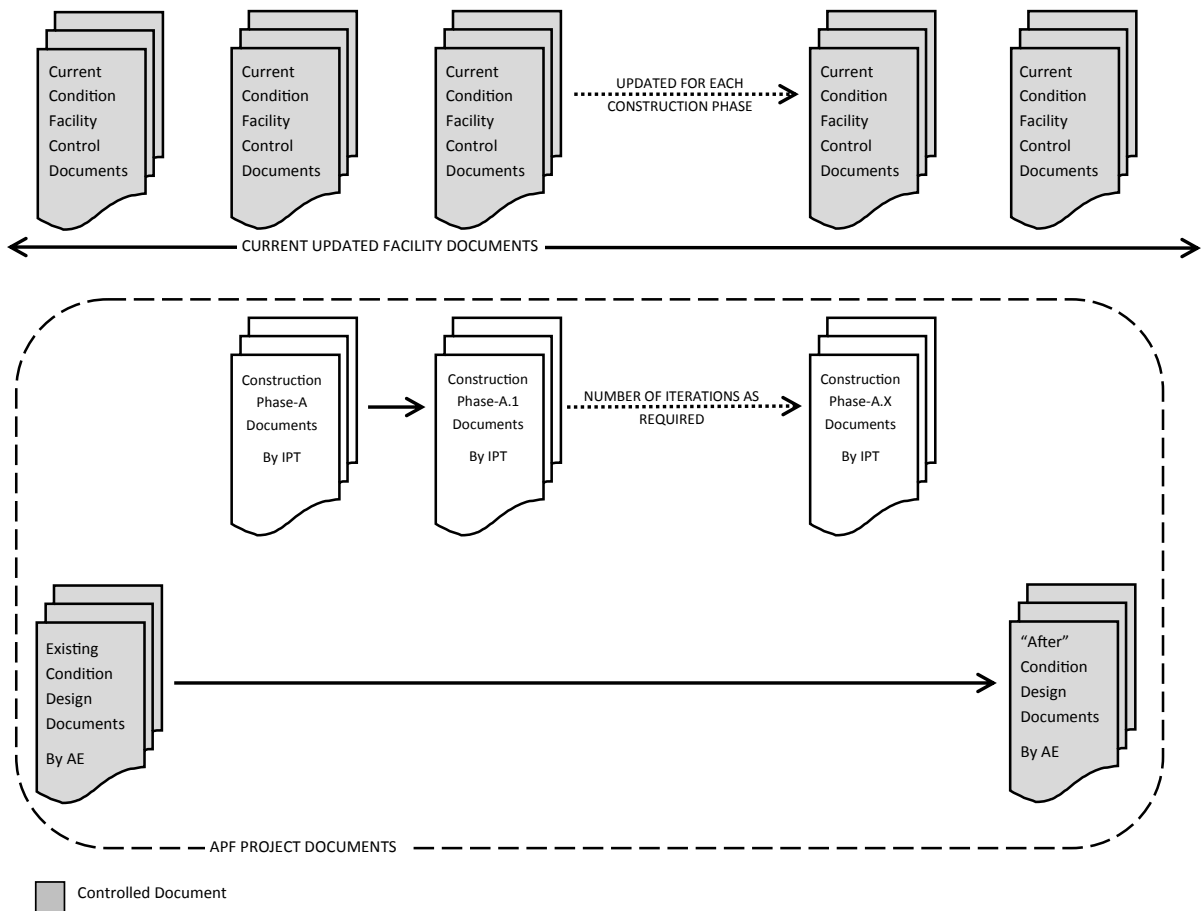 Current
Condition
Facility
Control
Documents
Current
Condition
Facility
Control
Documents
Current
Condition
Facility
Control
Documents
UPDATED FOR EACH
CONSTRUCTION PHASE
Current
Condition
Facility
Control
Documents
Current
Condition
Facility
Control
Documents
CURRENT UPDATED FACILITY DOCUMENTS
Construction
Phase-A
Documents
By IPT
Construction
Phase-A.1
Documents
By IPT
NUMBER OF ITERATIONS AS
REQUIRED
Construction
Phase-A.X
Documents
By IPT
Existing
Condition
Design
Documents
By AE
“After”
Condition
Design
Documents
By AE
APF PROJECT DOCUMENTS
Controlled Document